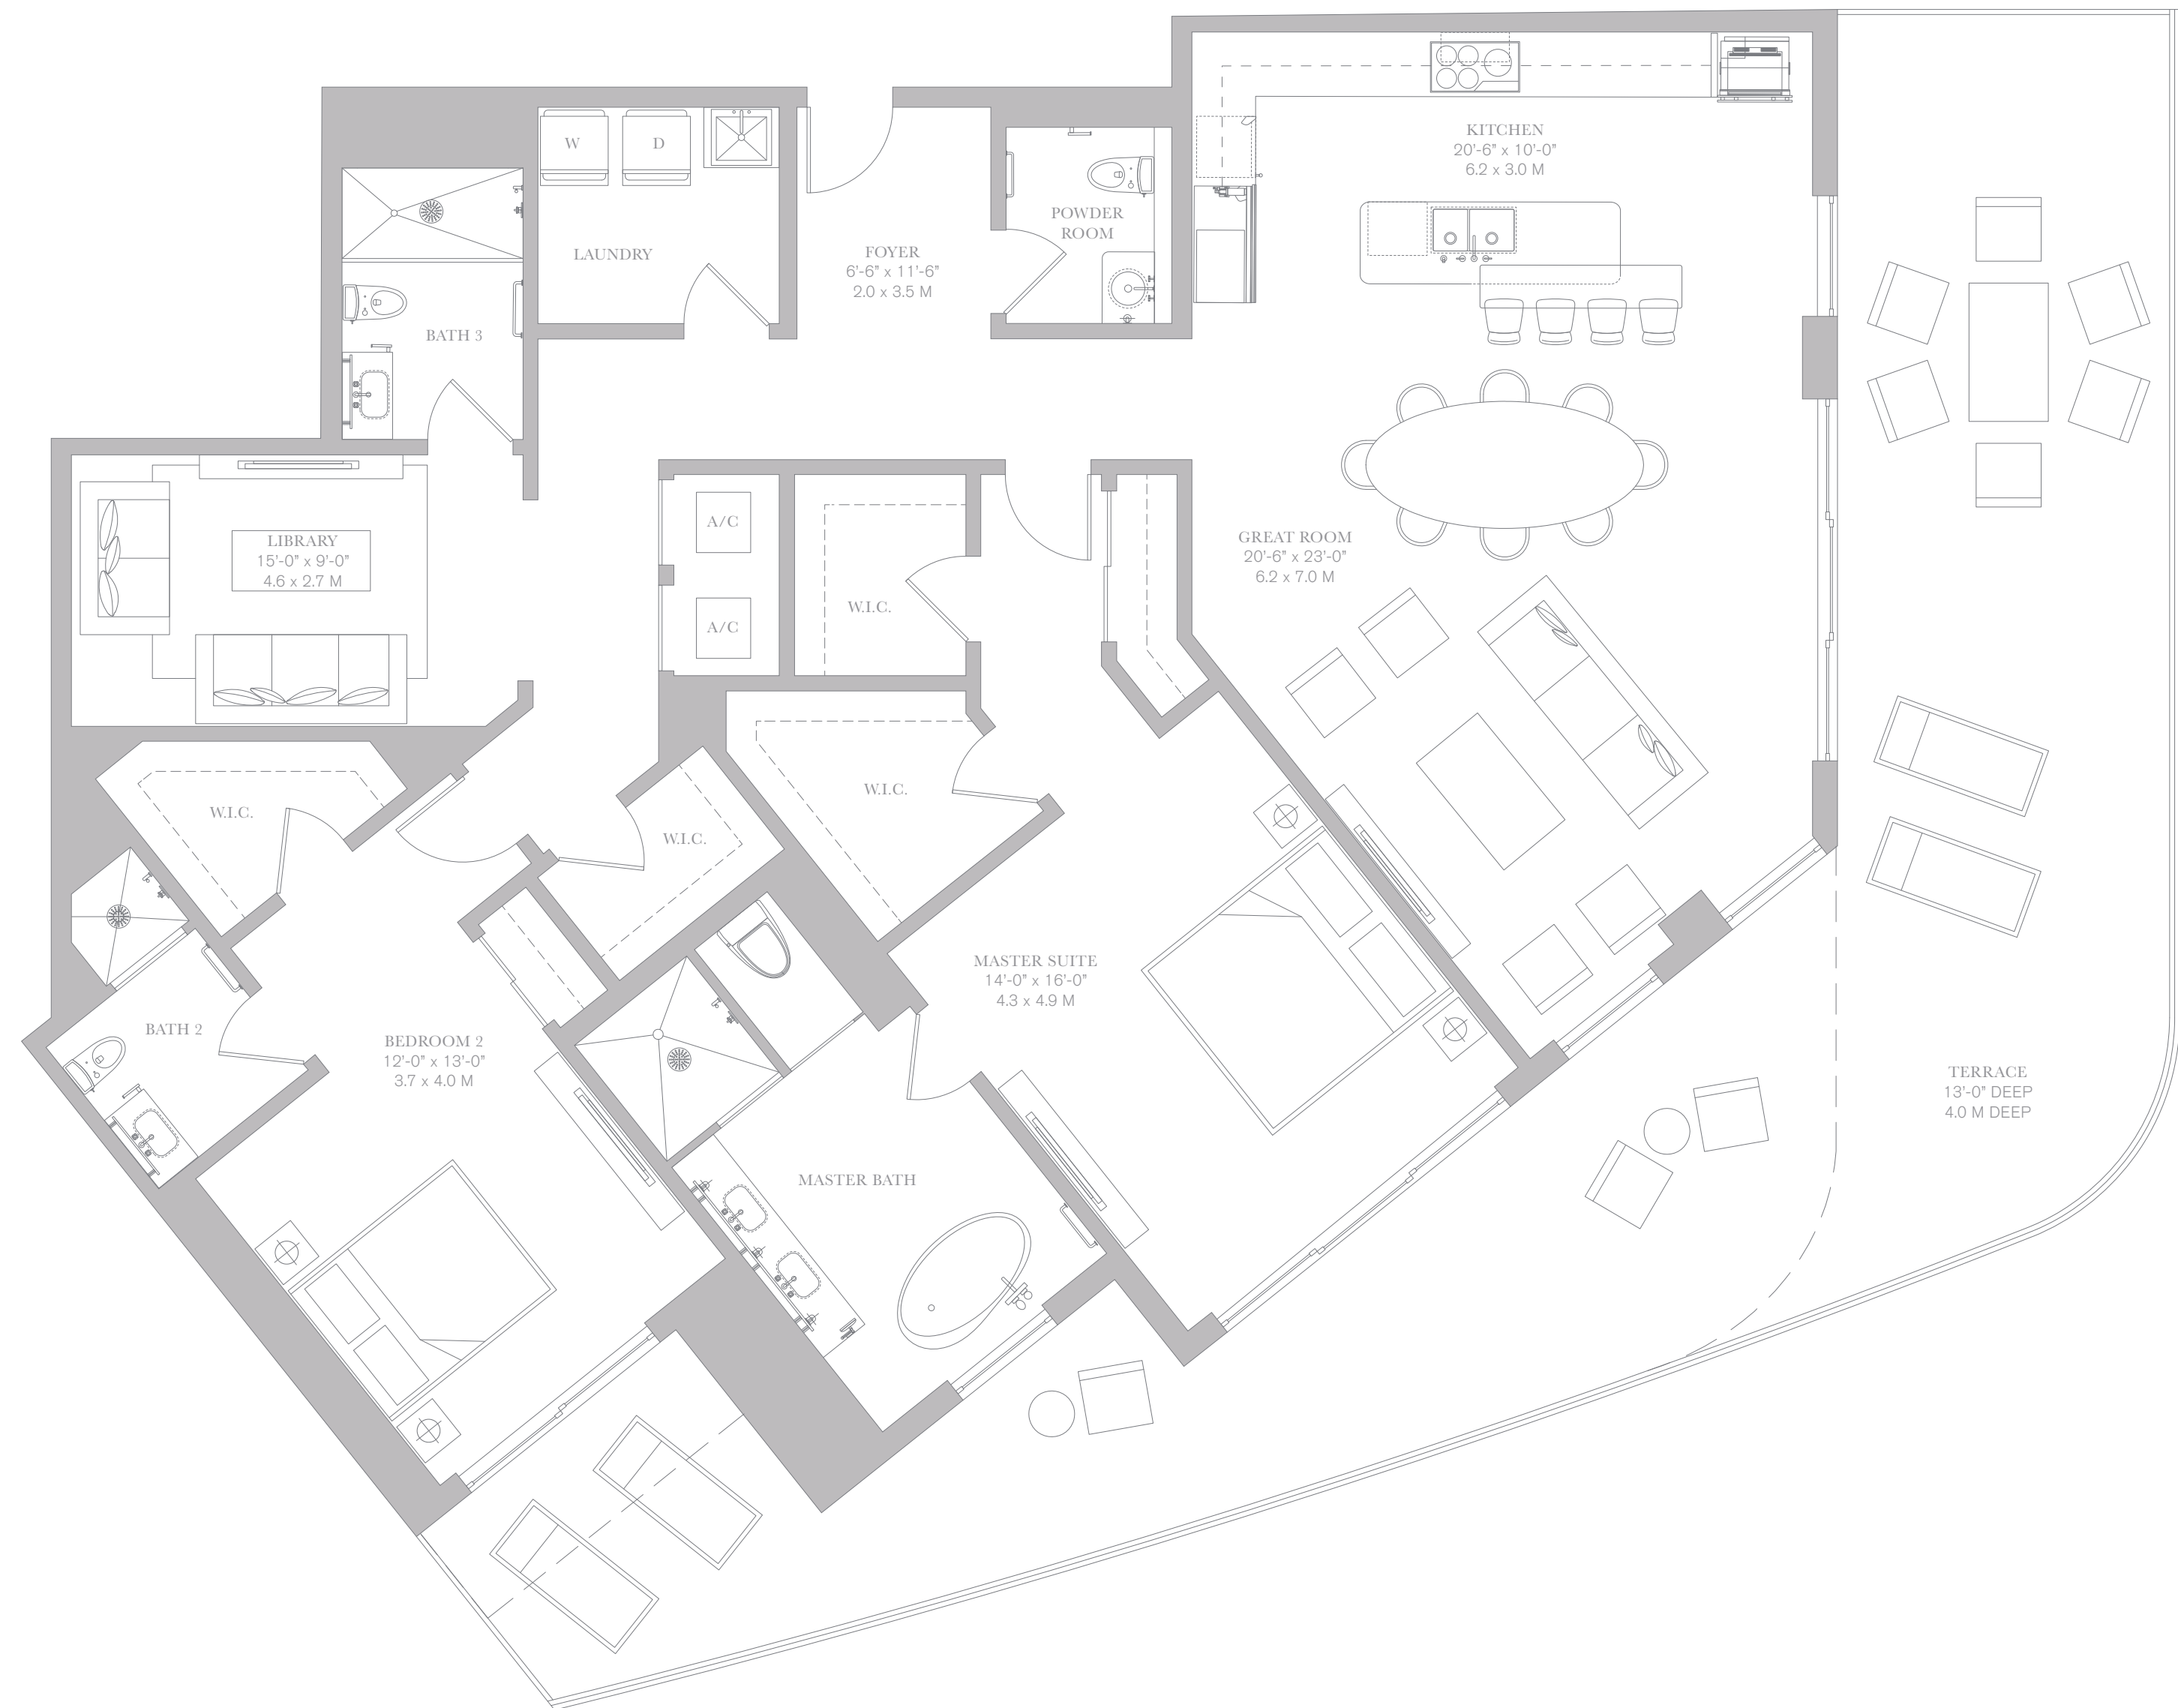 W
D
KITCHEN
20'-6" x 10'-0"
6.2 x 3.0 M
POWDER
ROOM
LAUNDRY
FOYER
6'-6" x 11'-6"
2.0 x 3.5 M
BATH 3
A/C
LIBRARY
15'-0" x 9'-0"
4.6 x 2.7 M
GREAT ROOM
20'-6" x 23'-0"
6.2 x 7.0 M
W.I.C.
A/C
W.I.C.
W.I.C.
W.I.C.
MASTER SUITE
14'-0" x 16'-0"
4.3 x 4.9 M
BATH 2
BEDROOM 2
12'-0" x 13'-0"
3.7 x 4.0 M
TERRACE
13'-0" DEEP
4.0 M DEEP
MASTER BATH